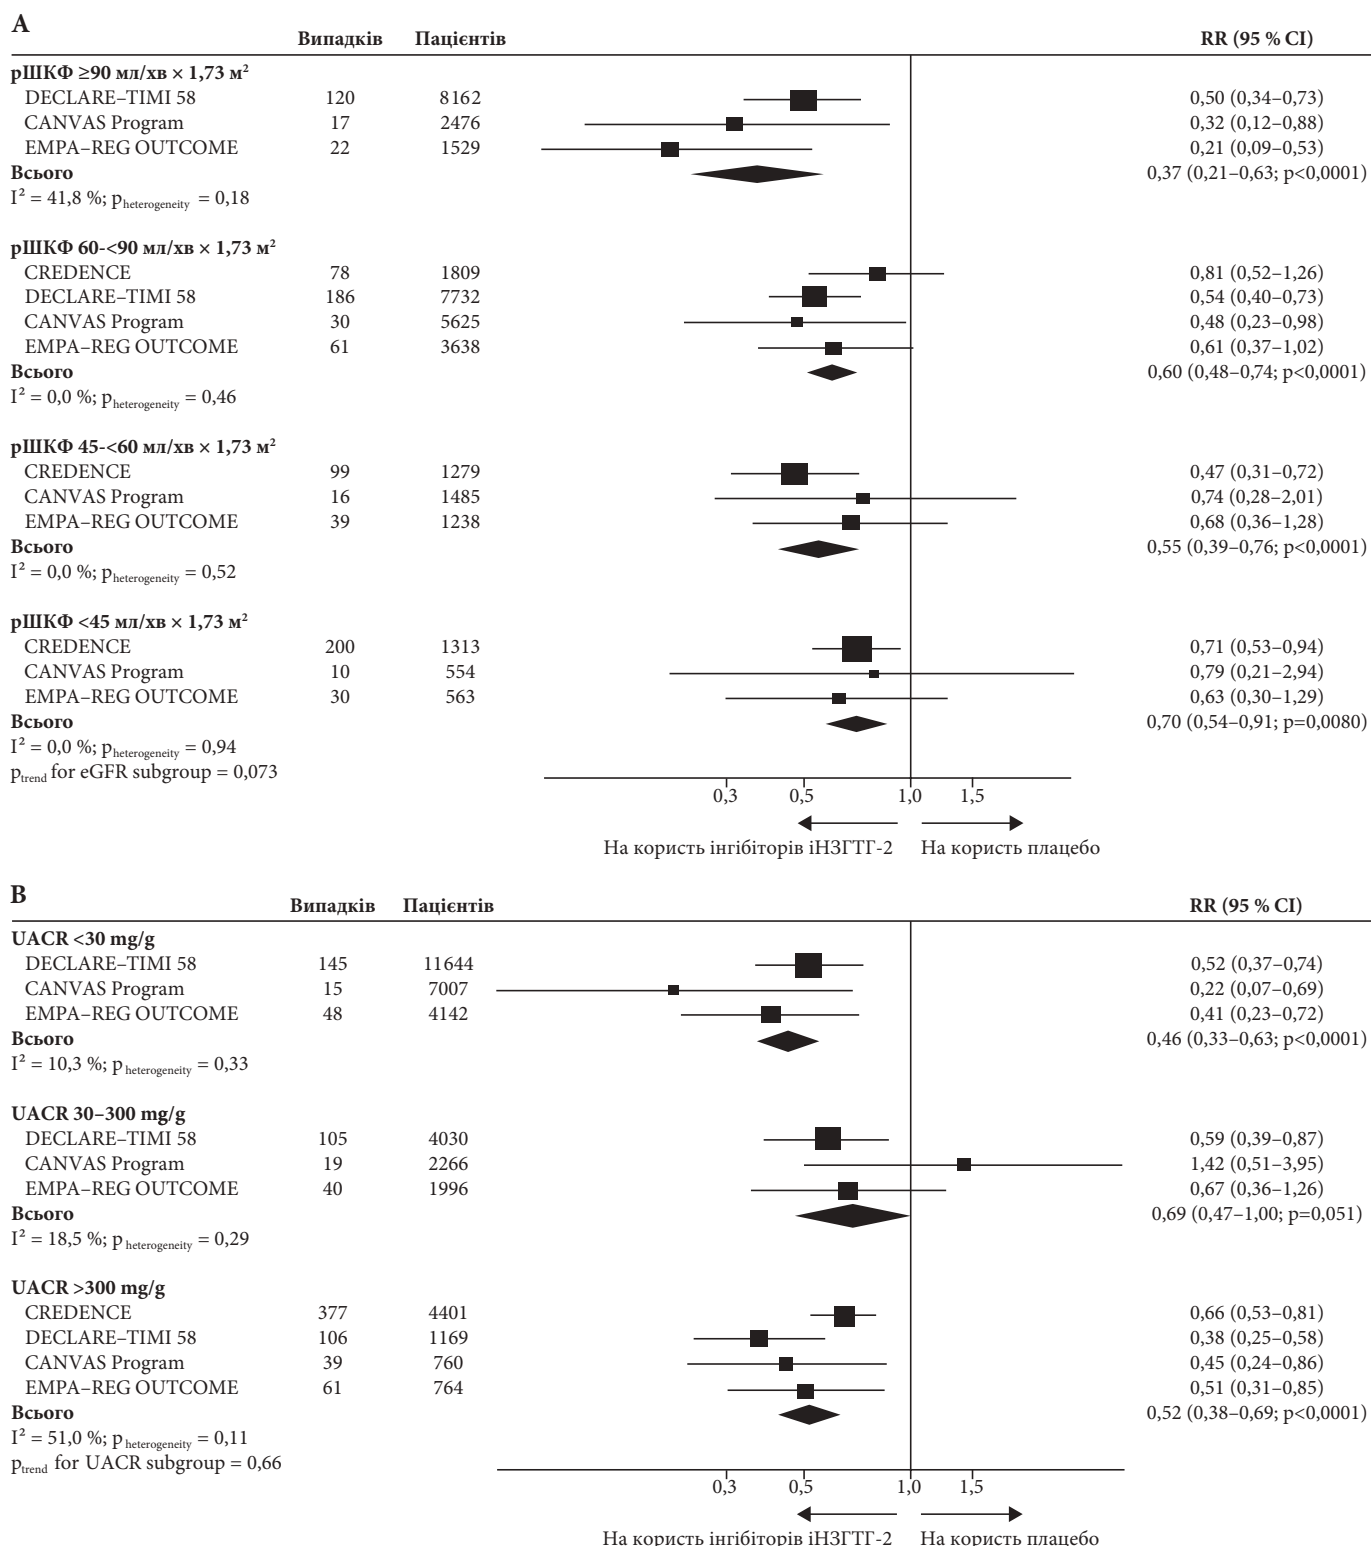 A
Випадків Пацієнтів RR (95 % CI)
рШКФ ≥90 мл/хв × 1,73 м²
DECLARE–TIMI 58 120 8162 0,50 (0,34–0,73)
CANVAS Program 17 2476 0,32 (0,12–0,88)
EMPA–REG OUTCOME 22 1529 0,21 (0,09–0,53)
Всього 0,37 (0,21–0,63; p<0,0001)
I² = 41,8 %; p heterogeneity = 0,18
рШКФ 60-<90 мл/хв × 1,73 м²
CREDENCE 78 1809 0,81 (0,52–1,26)
DECLARE–TIMI 58 186 7732 0,54 (0,40–0,73)
CANVAS Program 30 5625 0,48 (0,23–0,98)
EMPA–REG OUTCOME 61 3638 0,61 (0,37–1,02)
Всього 0,60 (0,48–0,74; p<0,0001)
I² = 0,0 %; p heterogeneity = 0,46
рШКФ 45-<60 мл/хв × 1,73 м²
CREDENCE 99 1279 0,47 (0,31–0,72)
CANVAS Program 16 1485 0,74 (0,28–2,01)
EMPA–REG OUTCOME 39 1238 0,68 (0,36–1,28)
Всього 0,55 (0,39–0,76; p<0,0001)
I² = 0,0 %; p heterogeneity = 0,52
рШКФ <45 мл/хв × 1,73 м²
CREDENCE 200 1313 0,71 (0,53–0,94)
CANVAS Program 10 554 0,79 (0,21–2,94)
EMPA–REG OUTCOME 30 563 0,63 (0,30–1,29)
Всього 0,70 (0,54–0,91; p=0,0080)
I² = 0,0 %; p heterogeneity = 0,94
p trend for eGFR subgroup = 0,073
0,3 0,5 1,0 1,5
На користь інгібіторів іНЗГТГ-2 На користь плацебо
B
Випадків Пацієнтів RR (95 % CI)
UACR <30 mg/g
DECLARE–TIMI 58 145 11644 0,52 (0,37–0,74)
CANVAS Program 15 7007 0,22 (0,07–0,69)
EMPA–REG OUTCOME 48 4142 0,41 (0,23–0,72)
Всього 0,46 (0,33–0,63; p<0,0001)
I² = 10,3 %; p heterogeneity = 0,33
UACR 30–300 mg/g
DECLARE–TIMI 58 105 4030 0,59 (0,39–0,87)
CANVAS Program 19 2266 1,42 (0,51–3,95)
EMPA–REG OUTCOME 40 1996 0,67 (0,36–1,26)
Всього 0,69 (0,47–1,00; p=0,051)
I² = 18,5 %; p heterogeneity = 0,29
UACR >300 mg/g
CREDENCE 377 4401 0,66 (0,53–0,81)
DECLARE–TIMI 58 106 1169 0,38 (0,25–0,58)
CANVAS Program 39 760 0,45 (0,24–0,86)
EMPA–REG OUTCOME 61 764 0,51 (0,31–0,85)
Всього 0,52 (0,38–0,69; p<0,0001)
I² = 51,0 %; p heterogeneity = 0,11
p trend for UACR subgroup = 0,66
0,3 0,5 1,0 1,5
На користь інгібіторів іНЗГТГ-2 На користь плацебо